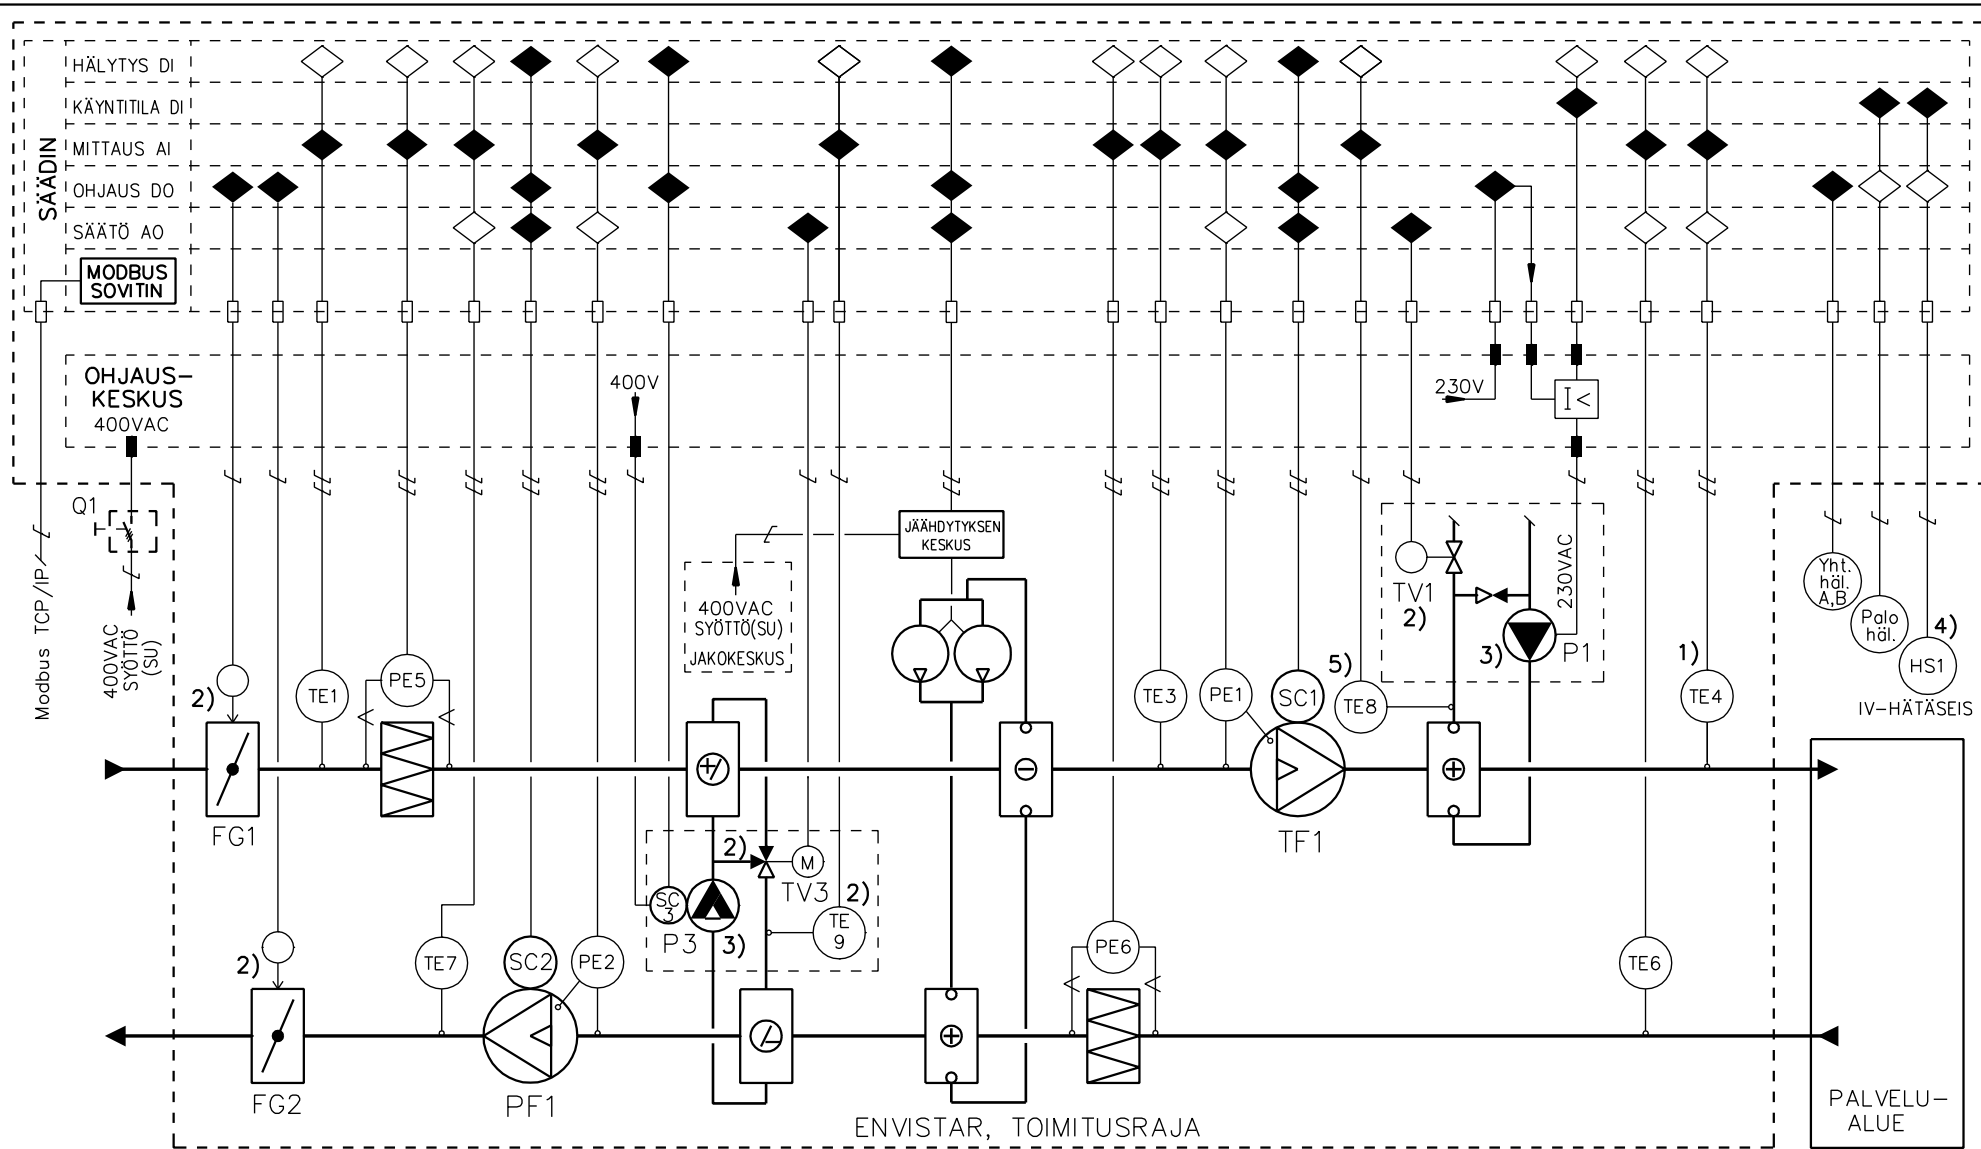 SÄÄDIN
HÄLYTYS DI
KÄYNTITILA DI
MITTAUS AI
OHJAUS DO
SÄÄTÖ AO
MODBUS
SOVITIN
OHJAUS-
KESKUS
400VAC
400V
230V
I<
Q1
Modbus TCP/IP
400VAC
SYÖTTÖ
(SU)
JÄÄHDYTYKSEN
KESKUS
400VAC
SYÖTTÖ(SU)
JAKOKESKUS
TV1
2)
230VAC
3)
P1
Yht.
häl.
A,B
Palo
häl.
4)
HS1
IV-HÄTÄSEIS
2)
TE1
PE5
TE3
PE1
SC1
5)
TE8
1)
TE4
FG1
TF1
2)
M
TV3
2)
SC
3
P3
3)
TE
9
2)
TE7
SC2
PE2
PE6
TE6
FG2
PF1
ENVISTAR, TOIMITUSRAJA
PALVELU-
ALUE